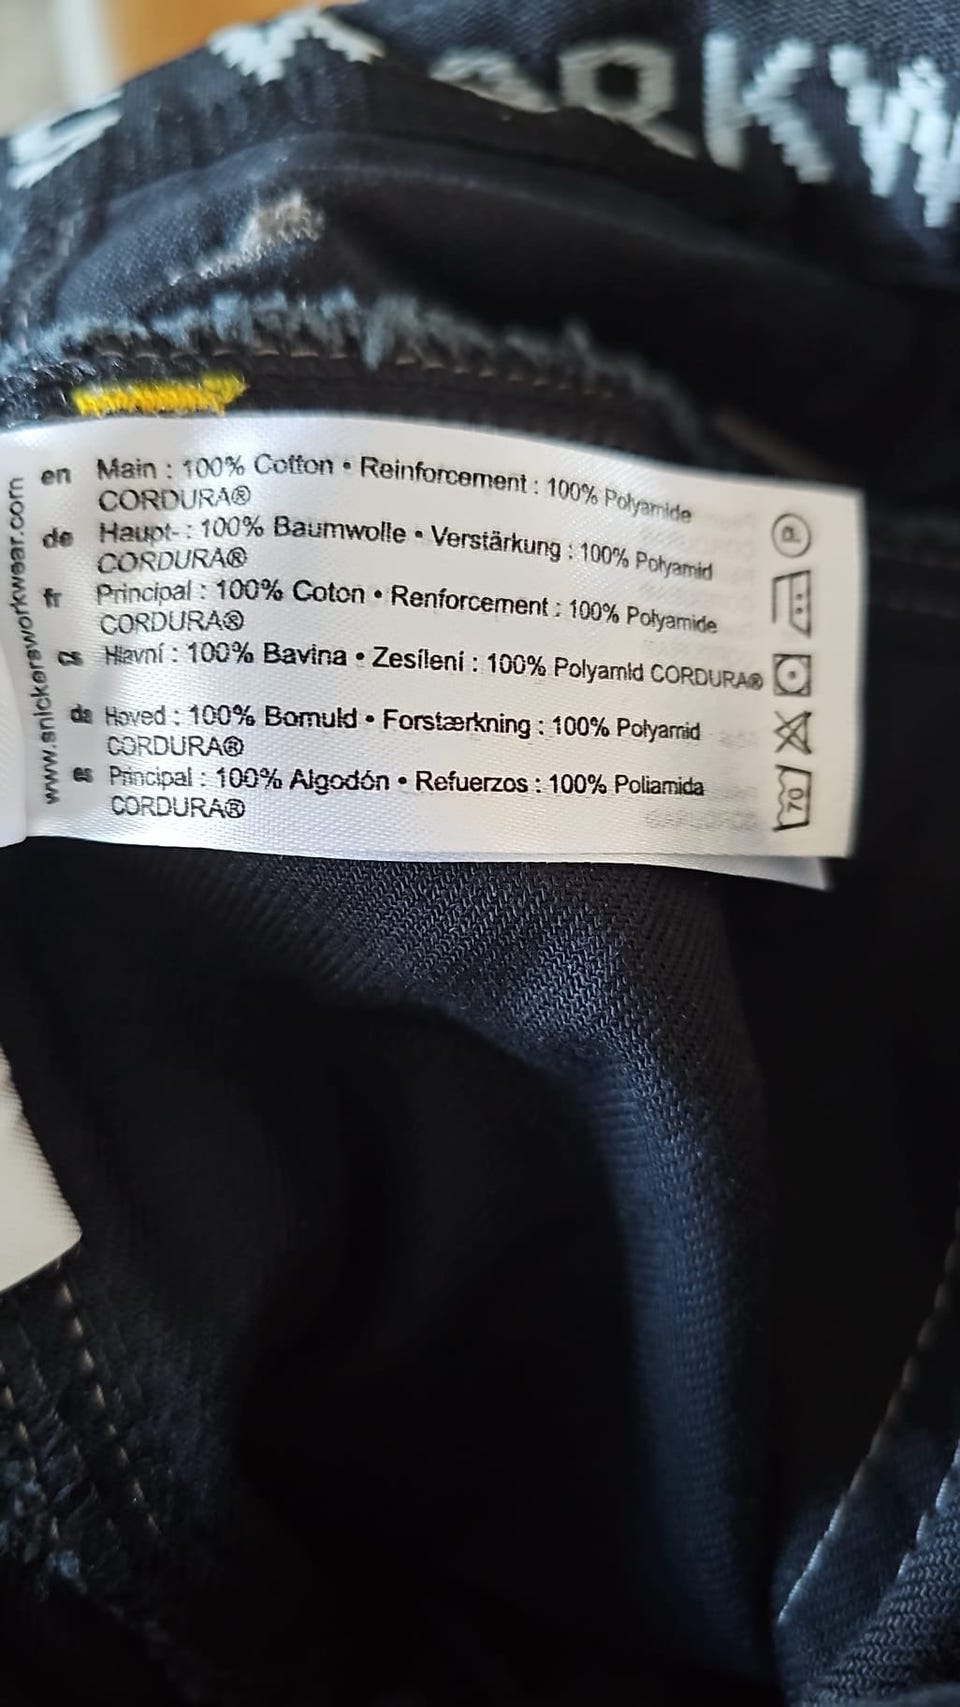 ORKW
en Main : 100% Cotton • Reinforcement : 100% Polyamide
CORDURA®
de Haupt- : 100% Baumwolle • Verstärkung : 100% Polyamid
CORDURA®
fr Principal : 100% Coton • Renforcement : 100% Polyamide
CORDURA®
cs Hlavní : 100% Bavlna • Zesílení : 100% Polyamid CORDURA®
da Hoved : 100% Bomuld • Forstærkning : 100% Polyamid
CORDURA®
es Principal : 100% Algodón • Refuerzos : 100% Poliamida
CORDURA®
www.snickersworkwear.com
P
70